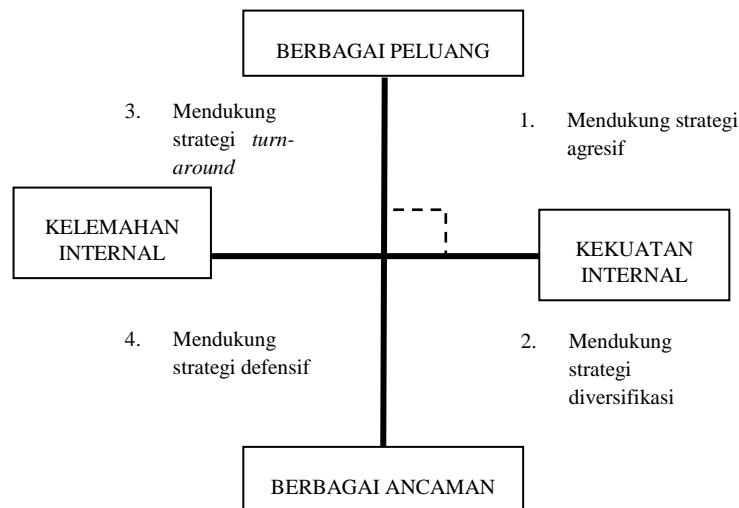 BERBAGAI PELUANG
3. Mendukung
strategi turn-
around
1. Mendukung strategi
agresif
KELEMAHAN
INTERNAL
KEKUATAN
INTERNAL
4. Mendukung
strategi defensif
2. Mendukung
strategi
diversifikasi
BERBAGAI ANCAMAN